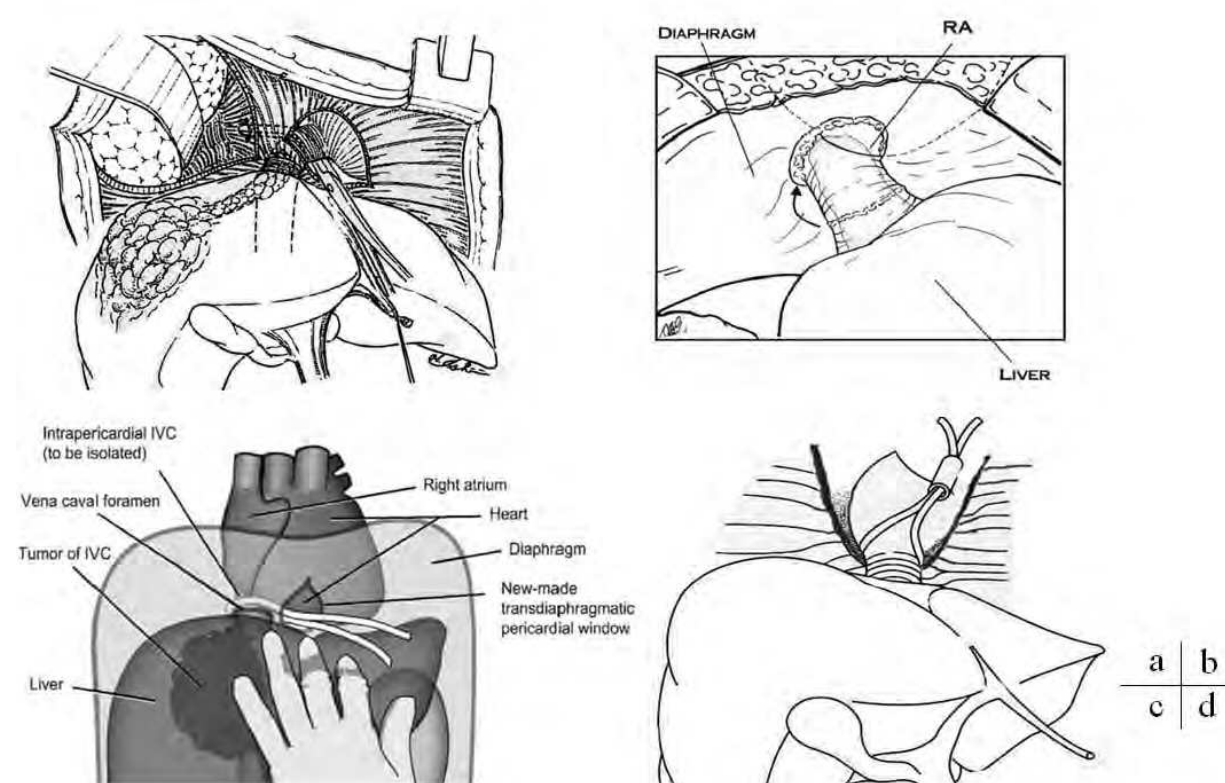 DIAPHRAGM
RA
LIVER
Intrapericardial IVC
(to be isolated)
Vena caval foramen
Tumor of IVC
Liver
Right atrium
Heart
Diaphragm
New-made
transdiaphragmatic
pericardial window
a b
c d